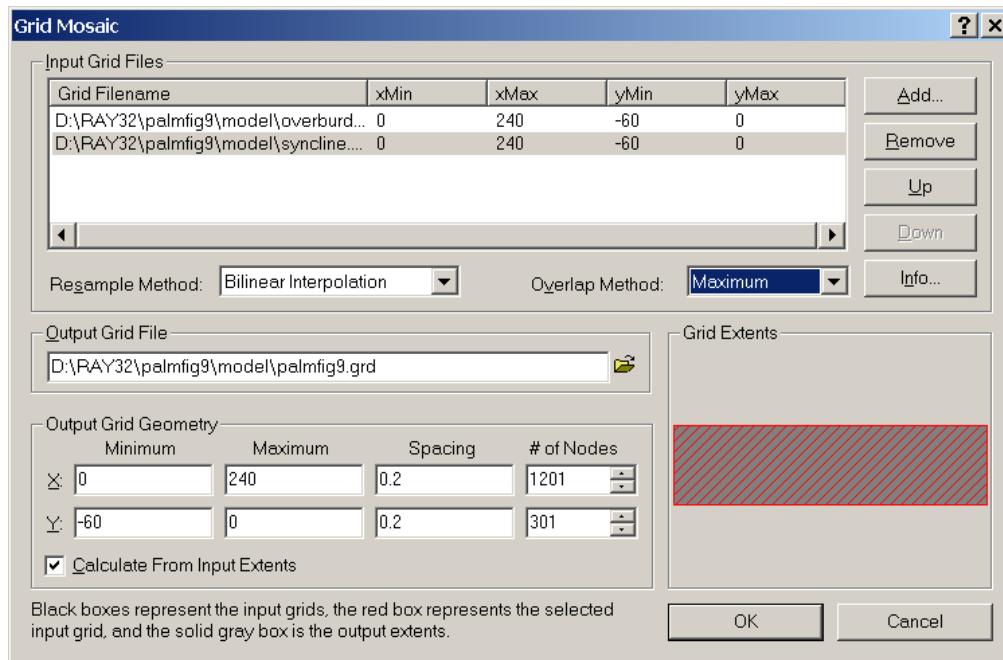 Grid Mosaic
Input Grid Files
Grid Filename xMin xMax yMin yMax
D:\RAY32\palmfig9\model\overburd... 0 240 -60 0
D:\RAY32\palmfig9\model\syncline.... 0 240 -60 0
Add...
Remove
Up
Down
Info...
Resample Method: Bilinear Interpolation Overlap Method: Maximum
Output Grid File
D:\RAY32\palmfig9\model\palmfig9.grd
Grid Extents
Output Grid Geometry
Minimum Maximum Spacing # of Nodes
X: 0 240 0.2 1201
Y: -60 0 0.2 301
Calculate From Input Extents
Black boxes represent the input grids, the red box represents the selected
input grid, and the solid gray box is the output extents.
OK Cancel